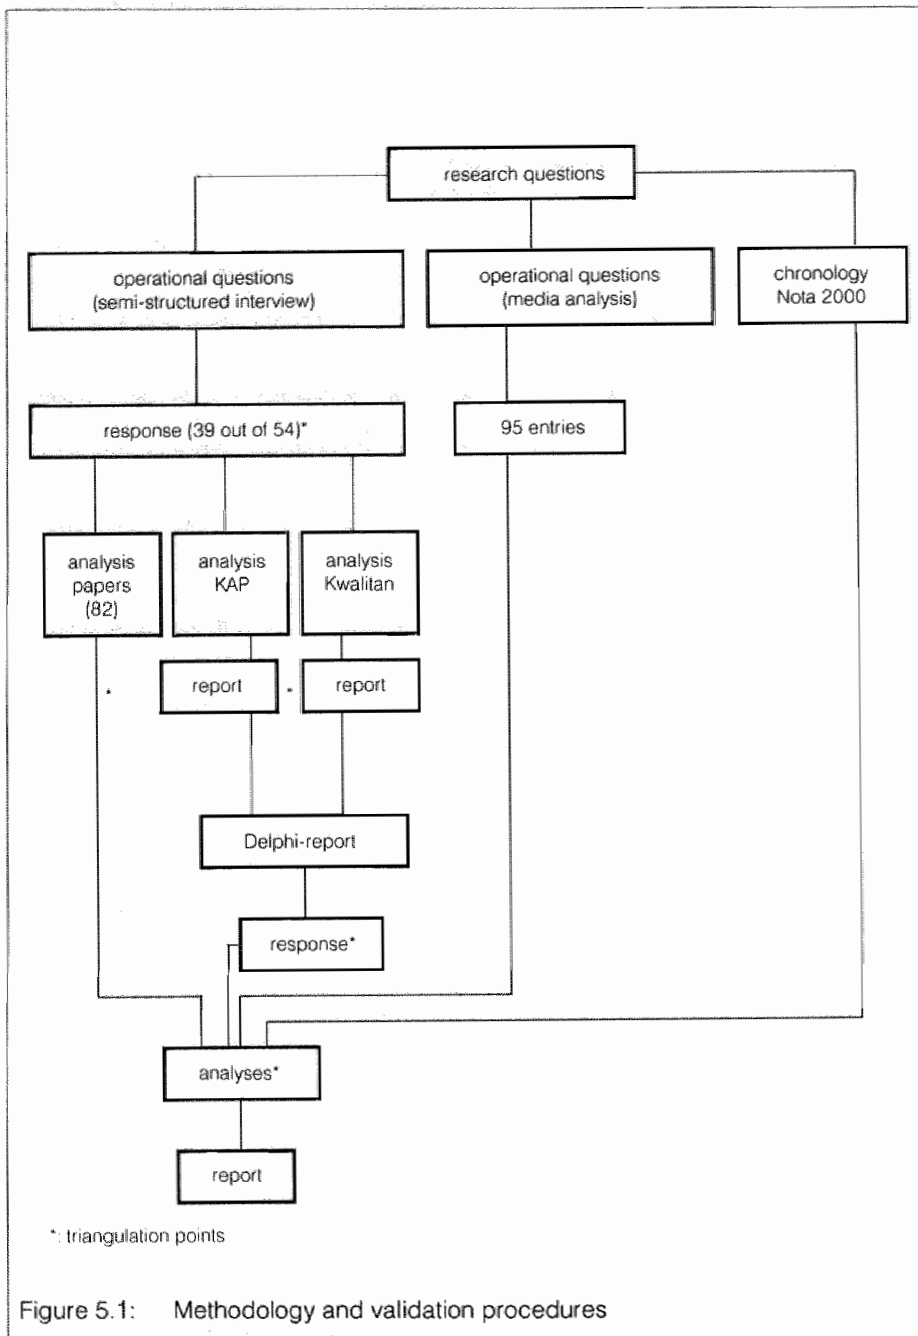 research questions
operational questions
(semi-structured interview)
operational questions
(media analysis)
chronology
Nota 2000
response (39 out of 54)*
95 entries
analysis
papers
(82)
analysis
KAP
analysis
Kwalitan
*
report
*
report
Delphi-report
response*
analyses*
report
*: triangulation points
Figure 5.1: Methodology and validation procedures